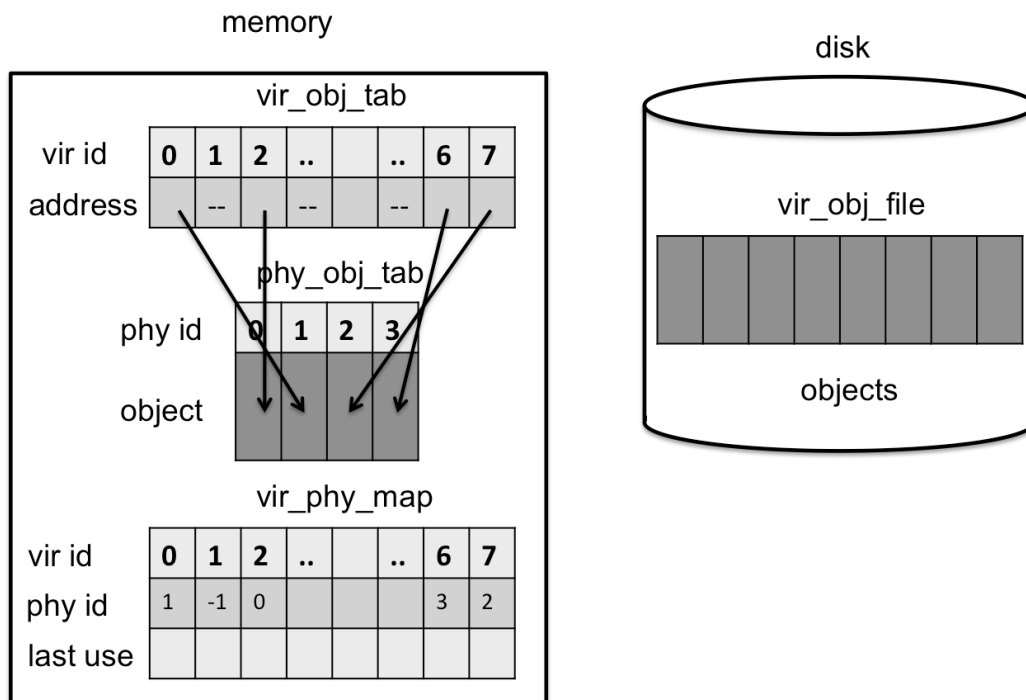 memory
disk
vir_obj_tab
vir id 0 1 2 .. .. 6 7
address -- -- --
vir_obj_file
phy_obj_tab
phy id 0 1 2 3
object
objects
vir_phy_map
vir id 0 1 2 .. .. 6 7
phy id 1 -1 0 3 2
last use